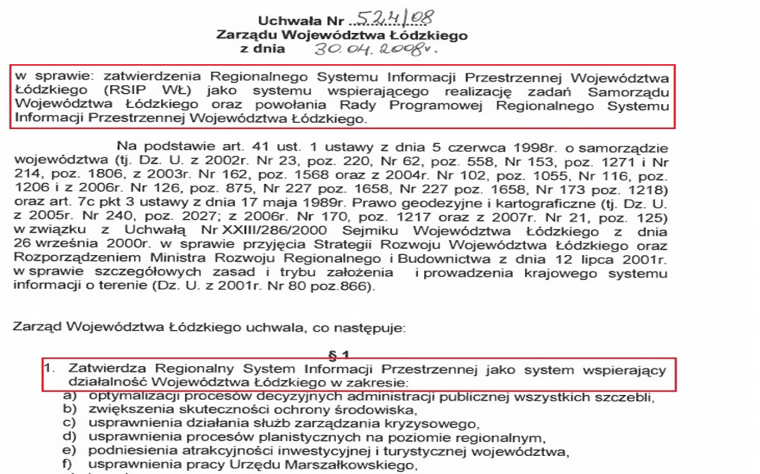 Uchwała Nr 524/08
Zarządu Województwa Łódzkiego
z dnia 30.04.2008r.
w sprawie: zatwierdzenia Regionalnego Systemu Informacji Przestrzennej Województwa
Łódzkiego (RSIP WŁ) jako systemu wspierającego realizację zadań Samorządu
Województwa Łódzkiego oraz powołania Rady Programowej Regionalnego Systemu
Informacji Przestrzennej Województwa Łódzkiego.
Na podstawie art. 41 ust. 1 ustawy z dnia 5 czerwca 1998r. o samorządzie
województwa (tj. Dz. U. z 2002r. Nr 23, poz. 220, Nr 62, poz. 558, Nr 153, poz. 1271 i Nr
214, poz. 1806, z 2003r. Nr 162, poz. 1568 oraz z 2004r. Nr 102, poz. 1055, Nr 116, poz.
1206 i z 2006r. Nr 126, poz. 875, Nr 227 poz. 1658, Nr 227 poz. 1658, Nr 173 poz. 1218)
oraz art. 7c pkt 3 ustawy z dnia 17 maja 1989r. Prawo geodezyjne i kartograficzne (tj. Dz. U.
z 2005r. Nr 240, poz. 2027; z 2006r. Nr 170, poz. 1217 oraz z 2007r. Nr 21, poz. 125)
w związku z Uchwałą Nr XXIII/286/2000 Sejmiku Województwa Łódzkiego z dnia
26 września 2000r. w sprawie przyjęcia Strategii Rozwoju Województwa Łódzkiego oraz
Rozporządzeniem Ministra Rozwoju Regionalnego i Budownictwa z dnia 12 lipca 2001r.
w sprawie szczegółowych zasad i trybu założenia i prowadzenia krajowego systemu
informacji o terenie (Dz. U. z 2001r. Nr 80 poz.866).
Zarząd Województwa Łódzkiego uchwala, co następuje:
§ 1
1. Zatwierdza Regionalny System Informacji Przestrzennej jako system wspierający
działalność Województwa Łódzkiego w zakresie:
a) optymalizacji procesów decyzyjnych administracji publicznej wszystkich szczebli,
b) zwiększenia skuteczności ochrony środowiska,
c) usprawnienia działania służb zarządzania kryzysowego,
d) usprawnienia procesów planistycznych na poziomie regionalnym,
e) podniesienia atrakcyjności inwestycyjnej i turystycznej województwa,
f) usprawnienia pracy Urzędu Marszałkowskiego,